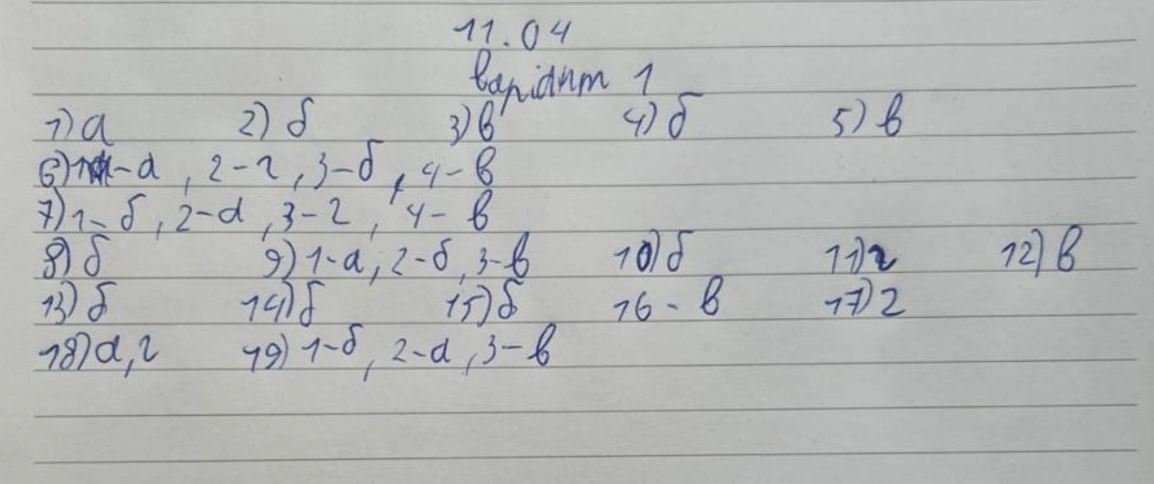 11.04
Варіант 1
1) а 2) б 3) в 4) б 5) в
6) 1-а, 2-г, 3-б, 4-в
7) 1-б, 2-а, 3-г, 4-в
8) б 9) 1-а, 2-б, 3-в 10) б 11) г 12) в
13) б 14) б 15) б 16 - в 17) г
18) а, г 19) 1-б, 2-а, 3-в